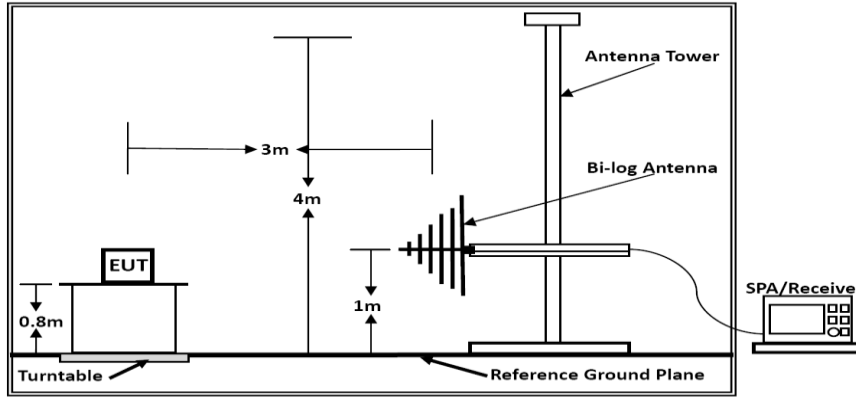 Antenna Tower
3m
Bi-log Antenna
4m
EUT
SPA/Receive
1m
0.8m
Turntable
Reference Ground Plane